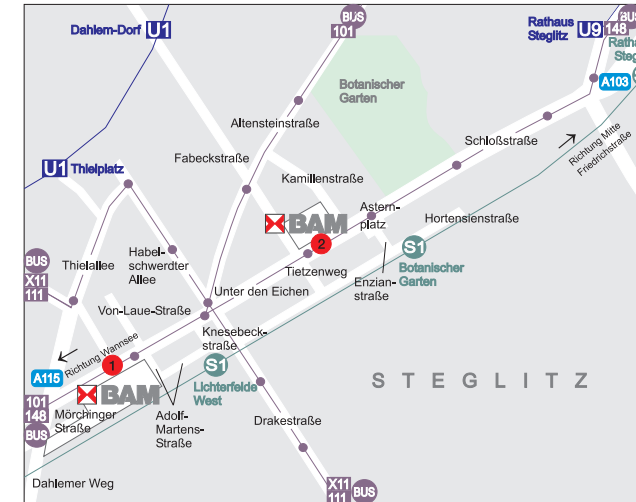 BUS
101
Rathaus
Steglitz
U9
BUS
148
Rath
Steg
A103
S
Dahlem-Dorf
U1
Botanischer
Garten
Altensteinstraße
Schloßstraße
Richtung Mitte
Friedrichstraße
Fabeckstraße
U1
Thielplatz
Kamillenstraße
Astern-
platz
Hortensienstraße
BAM
2
S1
Botanischer
Garten
BUS
X11
111
Thielallee
Habel-
schwerdter
Allee
Tietzenweg
Enzian-
straße
Unter den Eichen
Von-Laue-Straße
Knesebeck-
straße
Richtung Wannsee
1
S1
Lichterfelde
West
A115
BAM
STEGLITZ
101
148
BUS
Mörchinger
Straße
Adolf-
Martens-
Straße
Drakestraße
Dahlemer Weg
X11
111
BUS